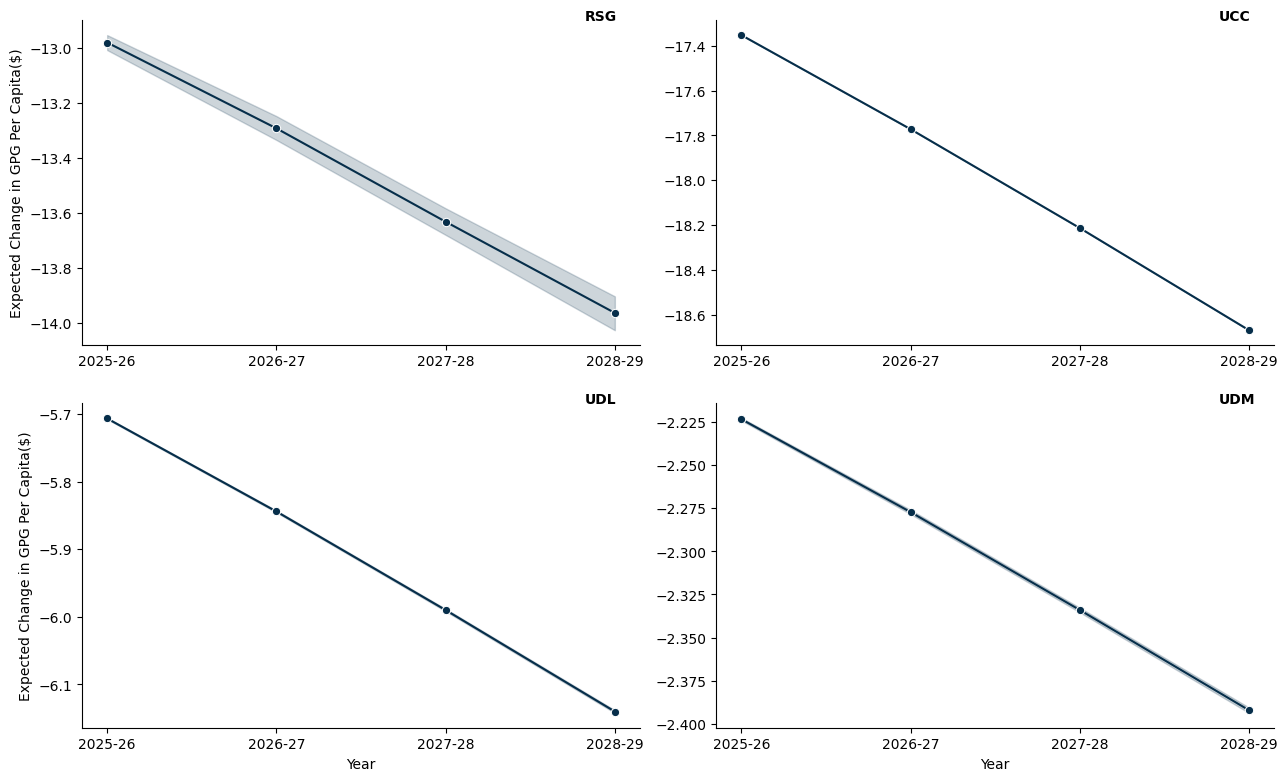 RSG
Expected Change in GPG Per Capita($)
−13.0
−13.2
−13.4
−13.6
−13.8
−14.0
2025-26 2026-27 2027-28 2028-29
UCC
−17.4
−17.6
−17.8
−18.0
−18.2
−18.4
−18.6
2025-26 2026-27 2027-28 2028-29
UDL
Expected Change in GPG Per Capita($)
−5.7
−5.8
−5.9
−6.0
−6.1
2025-26 2026-27 2027-28 2028-29
Year
UDM
−2.225
−2.250
−2.275
−2.300
−2.325
−2.350
−2.375
−2.400
2025-26 2026-27 2027-28 2028-29
Year